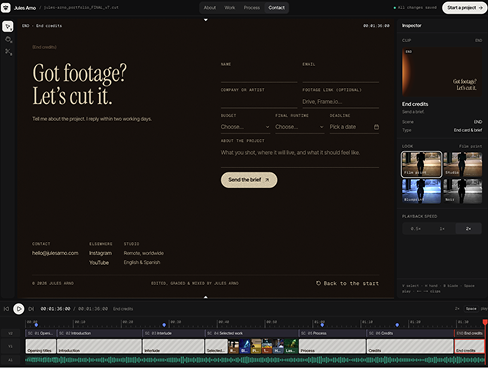 Jules Arno / jules-arno_portfolio_FINAL_v7.cut
About Work Process Contact
All changes saved
Start a project →
END · End credits
00:01:36:00
(End credits)
Got footage?
Let's cut it.
Tell me about the project. I reply within two working days.
NAME
EMAIL
COMPANY OR ARTIST
FOOTAGE LINK (OPTIONAL)
Drive, Frame.io...
BUDGET
FINAL RUNTIME
DEADLINE
Choose...
Choose...
Pick a date
ABOUT THE PROJECT
What you shot, where it will live, and what it should feel like.
Send the brief
CONTACT
hello@julesarno.com
ELSEWHERE
Instagram
YouTube
STUDIO
Remote, worldwide
English & Spanish
© 2026 JULES ARNO
EDITED, GRADED & MIXED BY JULES ARNO
Back to the start
Inspector
CLIP
END
END
Got footage?
Let's cut it.
End credits
Send a brief
Scene END
Type End card & brief
LOOK
Film print
Film print
Studio
Blueprint
Noir
PLAYBACK SPEED
0.5×
1×
2×
00:01:36:00 / 00:01:36:00 End credits
Space
Introduction
Interlude
Selected work
Process
Credits
END End credits
Opening titles
Introduction
Interlude
Selected...
Process
Credits
End credits